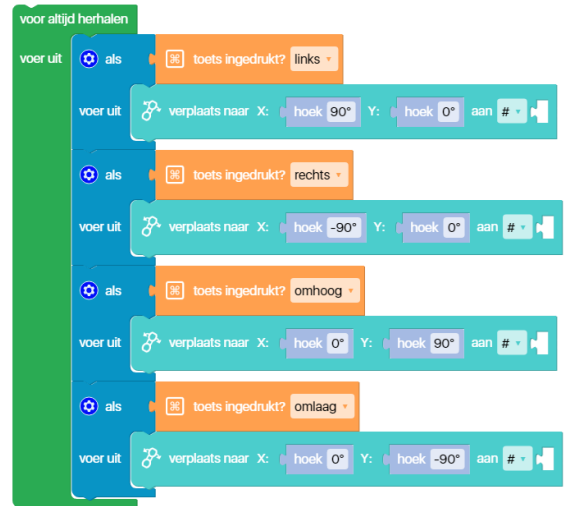 voor altijd herhalen
voer uit als toets ingedrukt? links
voer uit verplaats naar X: hoek 90° Y: hoek 0° aan #
als toets ingedrukt? rechts
voer uit verplaats naar X: hoek -90° Y: hoek 0° aan #
als toets ingedrukt? omhoog
voer uit verplaats naar X: hoek 0° Y: hoek 90° aan #
als toets ingedrukt? omlaag
voer uit verplaats naar X: hoek 0° Y: hoek -90° aan #